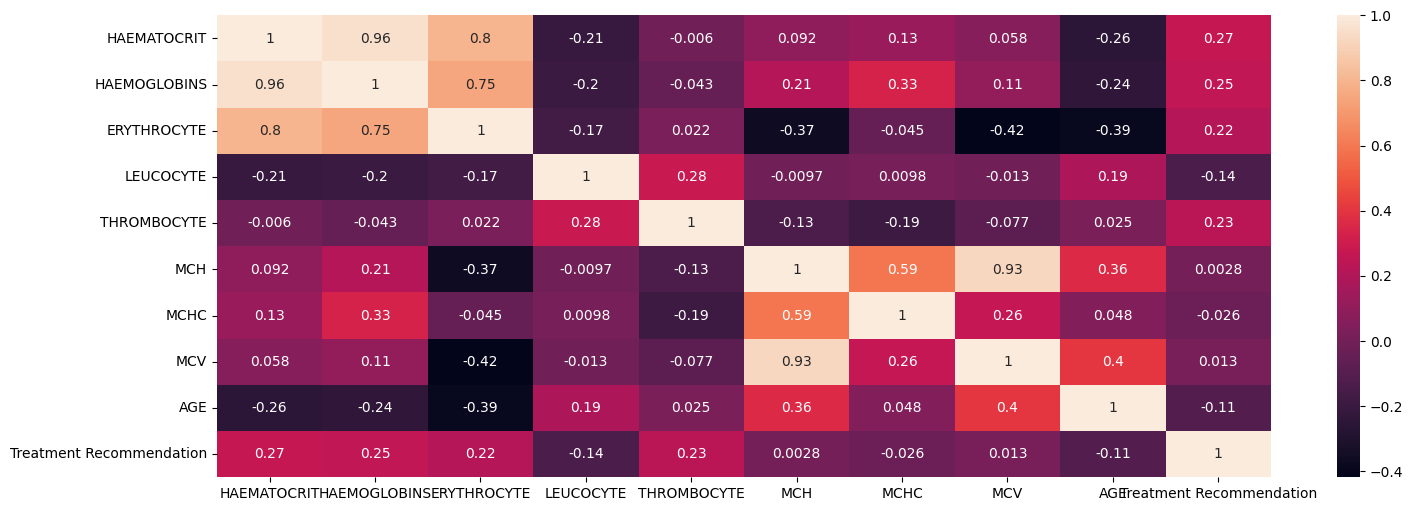 HAEMATOCRIT 1 0.96 0.8 -0.21 -0.006 0.092 0.13 0.058 -0.26 0.27
HAEMOGLOBINS 0.96 1 0.75 -0.2 -0.043 0.21 0.33 0.11 -0.24 0.25
ERYTHROCYTE 0.8 0.75 1 -0.17 0.022 -0.37 -0.045 -0.42 -0.39 0.22
LEUCOCYTE -0.21 -0.2 -0.17 1 0.28 -0.0097 0.0098 -0.013 0.19 -0.14
THROMBOCYTE -0.006 -0.043 0.022 0.28 1 -0.13 -0.19 -0.077 0.025 0.23
MCH 0.092 0.21 -0.37 -0.0097 -0.13 1 0.59 0.93 0.36 0.0028
MCHC 0.13 0.33 -0.045 0.0098 -0.19 0.59 1 0.26 0.048 -0.026
MCV 0.058 0.11 -0.42 -0.013 -0.077 0.93 0.26 1 0.4 0.013
AGE -0.26 -0.24 -0.39 0.19 0.025 0.36 0.048 0.4 1 -0.11
Treatment Recommendation 0.27 0.25 0.22 -0.14 0.23 0.0028 -0.026 0.013 -0.11 1
HAEMATOCRIT HAEMOGLOBINS ERYTHROCYTE LEUCOCYTE THROMBOCYTE MCH MCHC MCV AGE Treatment Recommendation
1.0
0.8
0.6
0.4
0.2
0.0
−0.2
−0.4